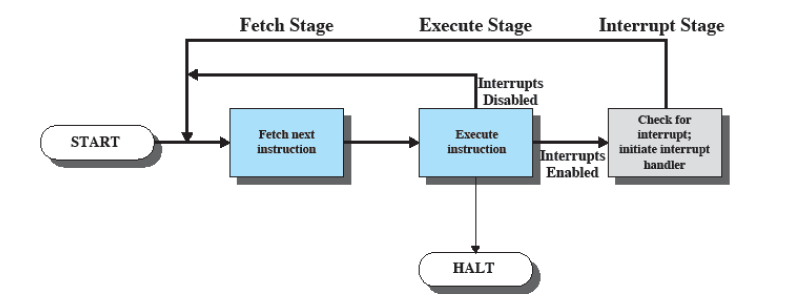 Fetch Stage
Execute Stage
Interrupt Stage
Interrupts
Disabled
START
Fetch next
instruction
Execute
instruction
Interrupts
Enabled
Check for
interrupt;
initiate interrupt
handler
HALT